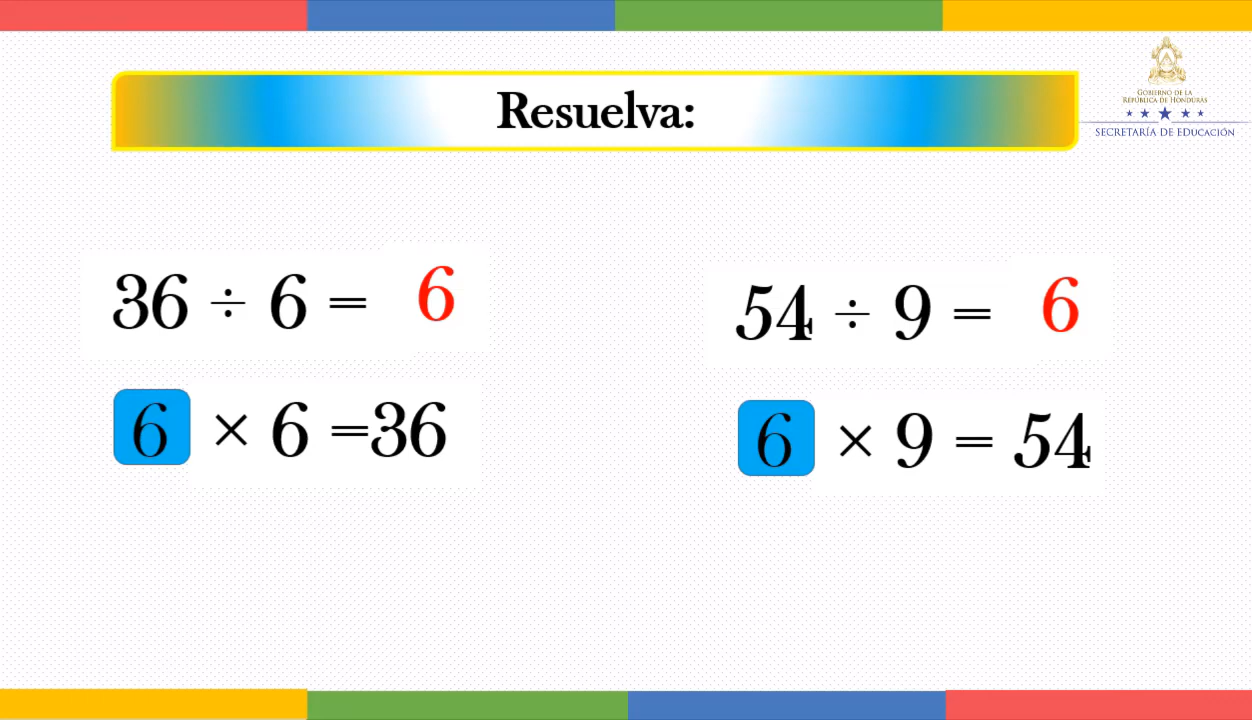 Resuelva:
GOBIERNO DE LA
REPÚBLICA DE HONDURAS
SECRETARÍA DE EDUCACIÓN
36 ÷ 6 = 6
6 × 6 =36
54 ÷ 9 = 6
6 × 9 = 54